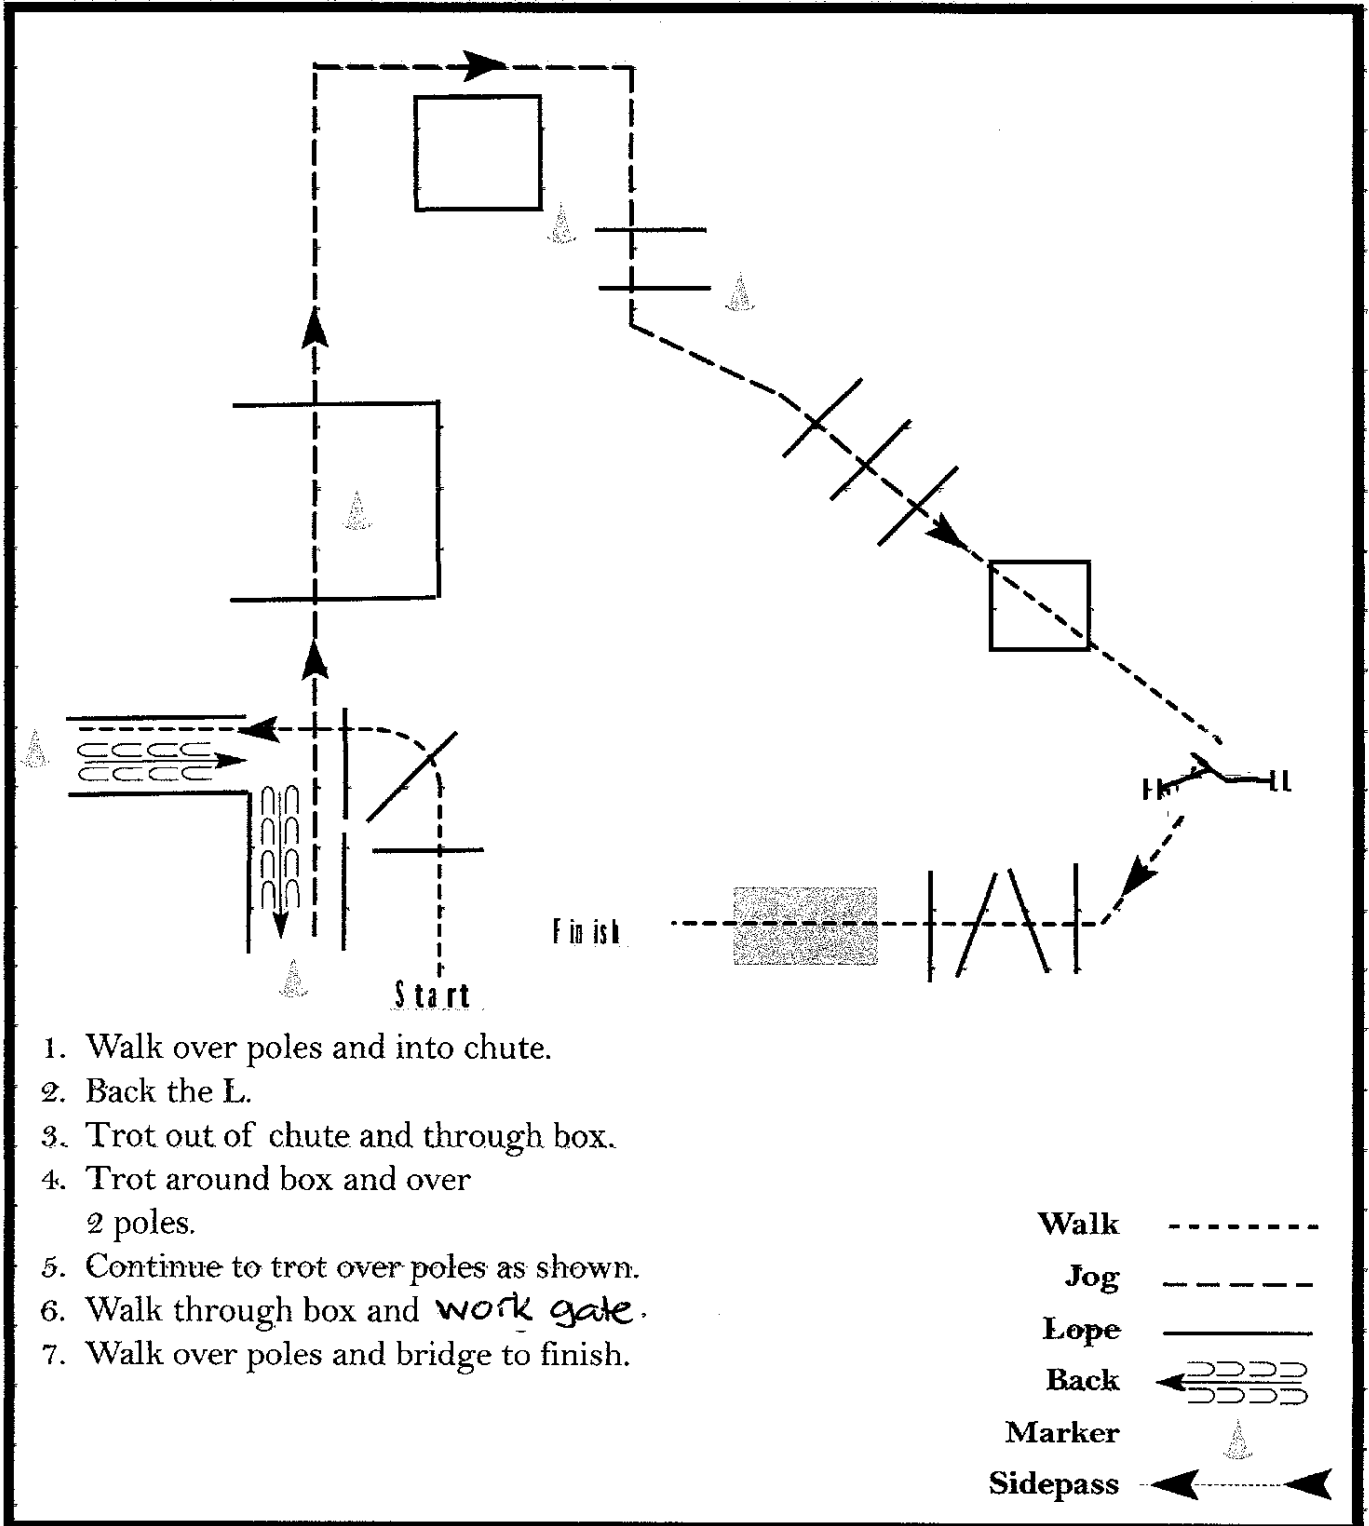 Finish
Start
1. Walk over poles and into chute.
2. Back the L.
3. Trot out of chute and through box.
4. Trot around box and over
2 poles.
5. Continue to trot over poles as shown.
6. Walk through box and work gate.
7. Walk over poles and bridge to finish.
Walk
Jog
Lope
Back
Marker
Sidepass